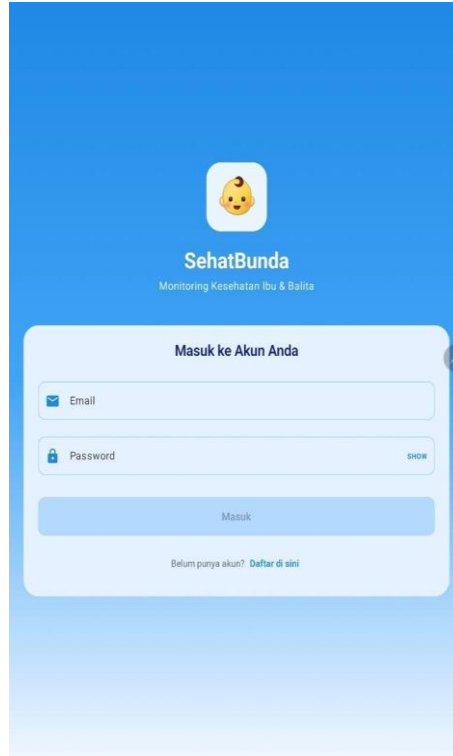 SehatBunda
Monitoring Kesehatan Ibu & Balita
Masuk ke Akun Anda
Email
Password SHOW
Masuk
Belum punya akun? Daftar di sini